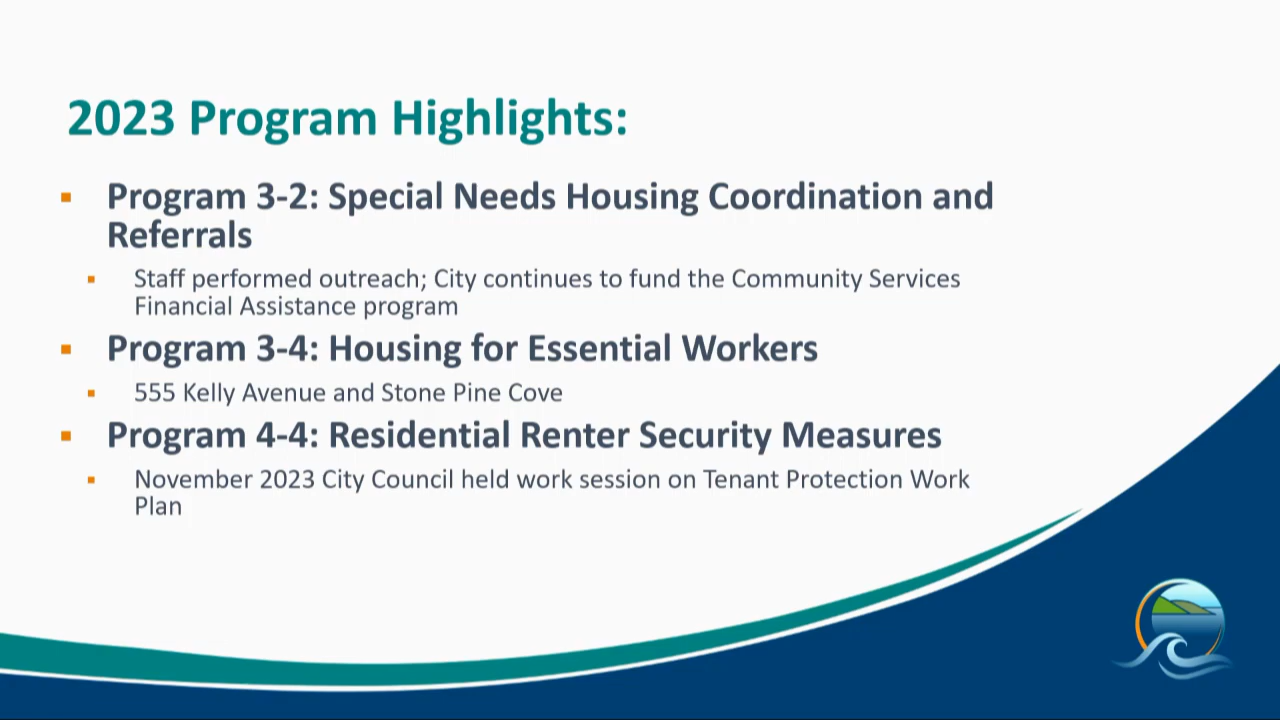 2023 Program Highlights:
Program 3-2: Special Needs Housing Coordination and
Referrals
Staff performed outreach; City continues to fund the Community Services
Financial Assistance program
Program 3-4: Housing for Essential Workers
555 Kelly Avenue and Stone Pine Cove
Program 4-4: Residential Renter Security Measures
November 2023 City Council held work session on Tenant Protection Work
Plan